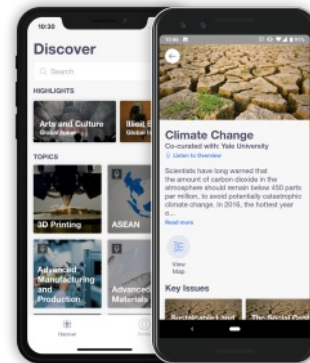 10:30
Discover
Search
HIGHLIGHTS
Arts and Culture
Global Issue
Illicit
Global
TOPICS
3D Printing
ASEAN
Advanced
Manufacturing
and
Production
Advanced
Materials
Discover
Climate Change
Co-curated with: Yale University
Listen to Overview
Scientists have long warned that
the amount of carbon dioxide in the
atmosphere should remain below 450 parts
per million, to avoid potentially catastrophic
climate change. In 2016, the hottest year
o...
Read more
View
Map
Key Issues
Sustainable Land
The Social Cost